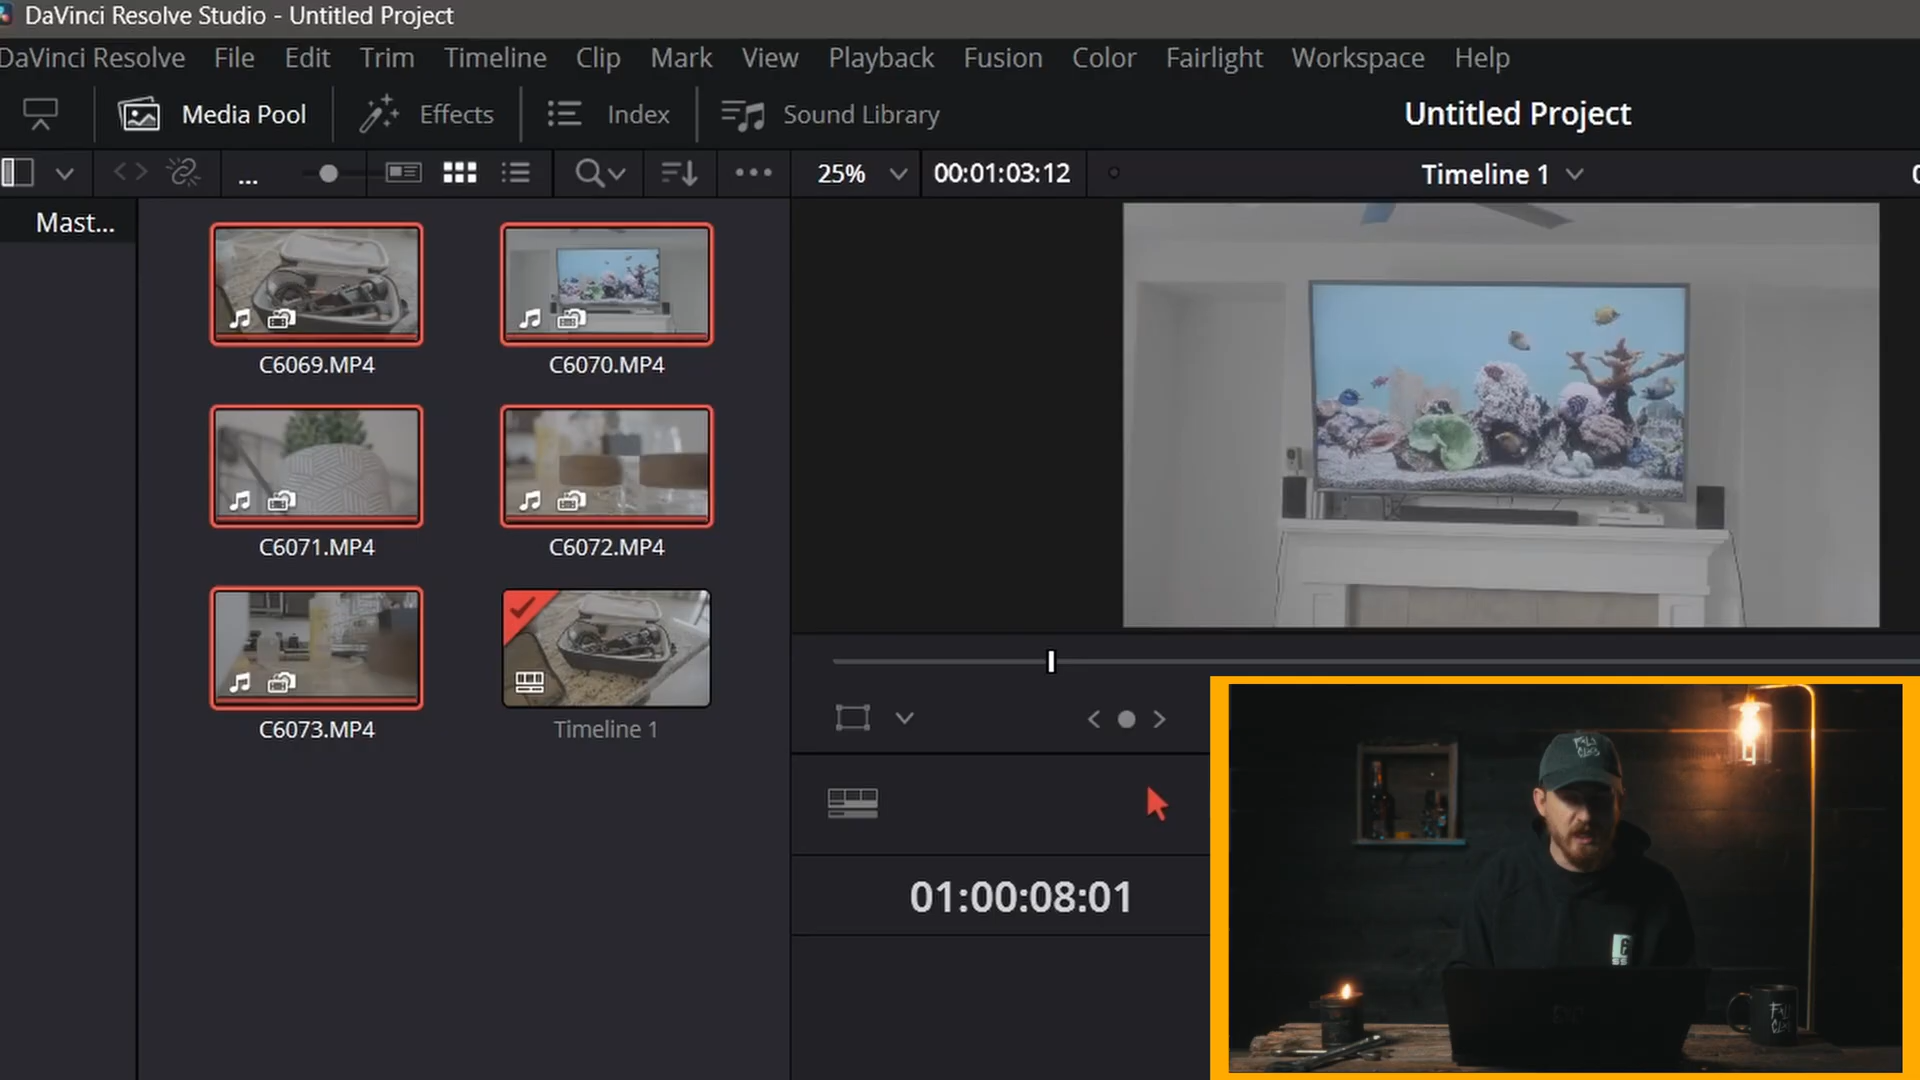 DaVinci Resolve Studio - Untitled Project
DaVinci Resolve File Edit Trim Timeline Clip Mark View Playback Fusion Color Fairlight Workspace Help
Media Pool Effects Index Sound Library Untitled Project
... 25% 00:01:03:12 Timeline 1
Mast...
C6069.MP4 C6070.MP4
C6071.MP4 C6072.MP4
C6073.MP4 Timeline 1
01:00:08:01